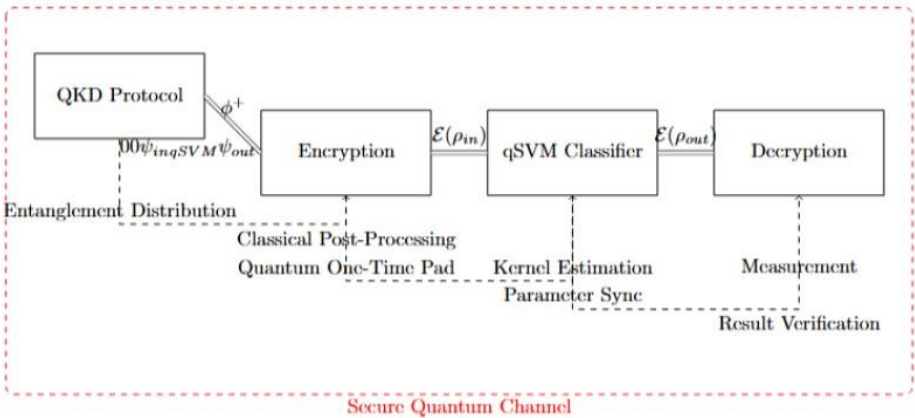 QKD Protocol
ϕ⁺
00ψ_{inqSVM}ψ_{out}
Encryption
ℰ(ρ_{in})
qSVM Classifier
ℰ(ρ_{out})
Decryption
Entanglement Distribution
Classical Post-Processing
Quantum One-Time Pad
Kernel Estimation
Parameter Sync
Measurement
Result Verification
Secure Quantum Channel